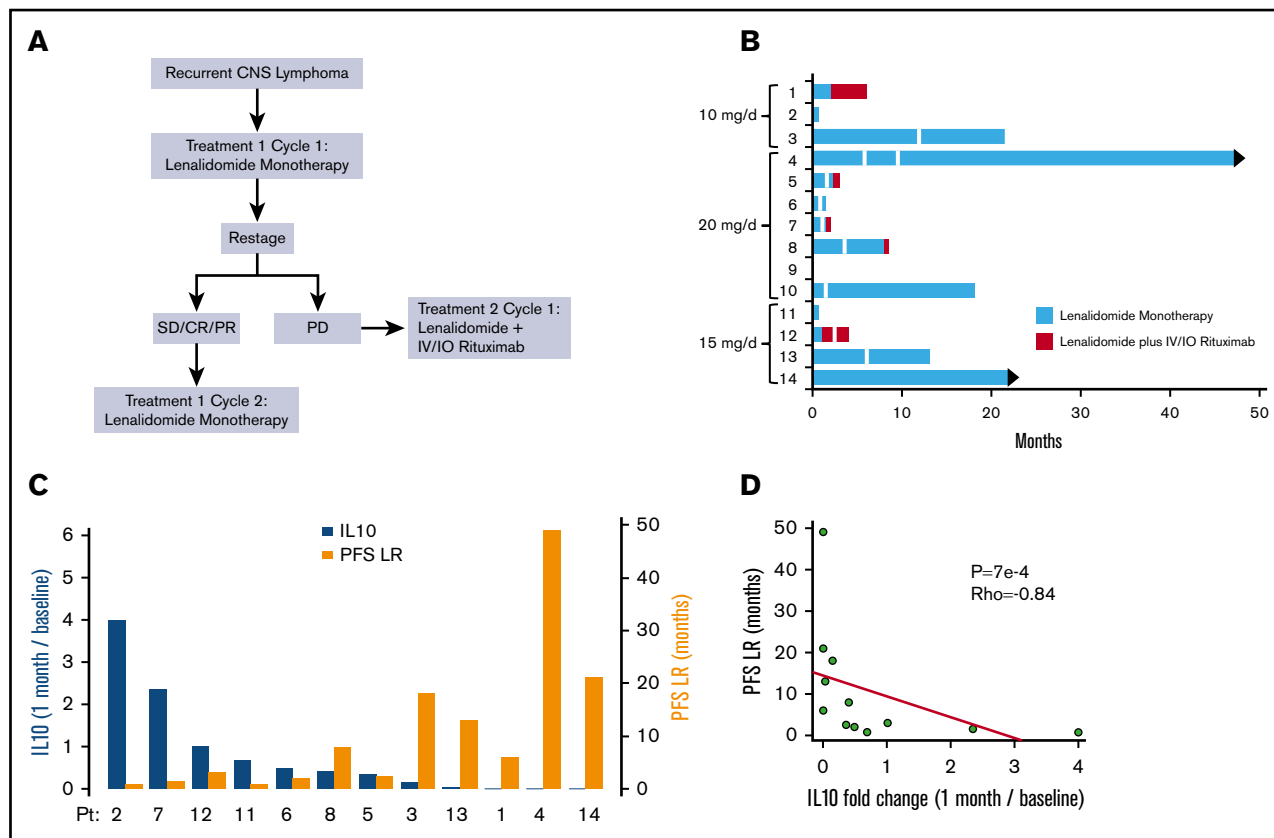 A
Recurrent CNS Lymphoma
Treatment 1 Cycle 1:
Lenalidomide Monotherapy
Restage
SD/CR/PR
PD
Treatment 2 Cycle 1:
Lenalidomide +
IV/IO Rituximab
Treatment 1 Cycle 2:
Lenalidomide Monotherapy
B
10 mg/d
20 mg/d
15 mg/d
1
2
3
4
5
6
7
8
9
10
11
12
13
14
Lenalidomide Monotherapy
Lenalidomide plus IV/IO Rituximab
0 10 20 30 40 50
Months
C
IL10 (1 month / baseline)
6
5
4
3
2
1
0
IL10
PFS LR
50
40
30
20
10
0
PFS LR (months)
Pt: 2 7 12 11 6 8 5 3 13 1 4 14
D
PFS LR (months)
50
40
30
20
10
0
P=7e-4
Rho=-0.84
0 1 2 3 4
IL10 fold change (1 month / baseline)